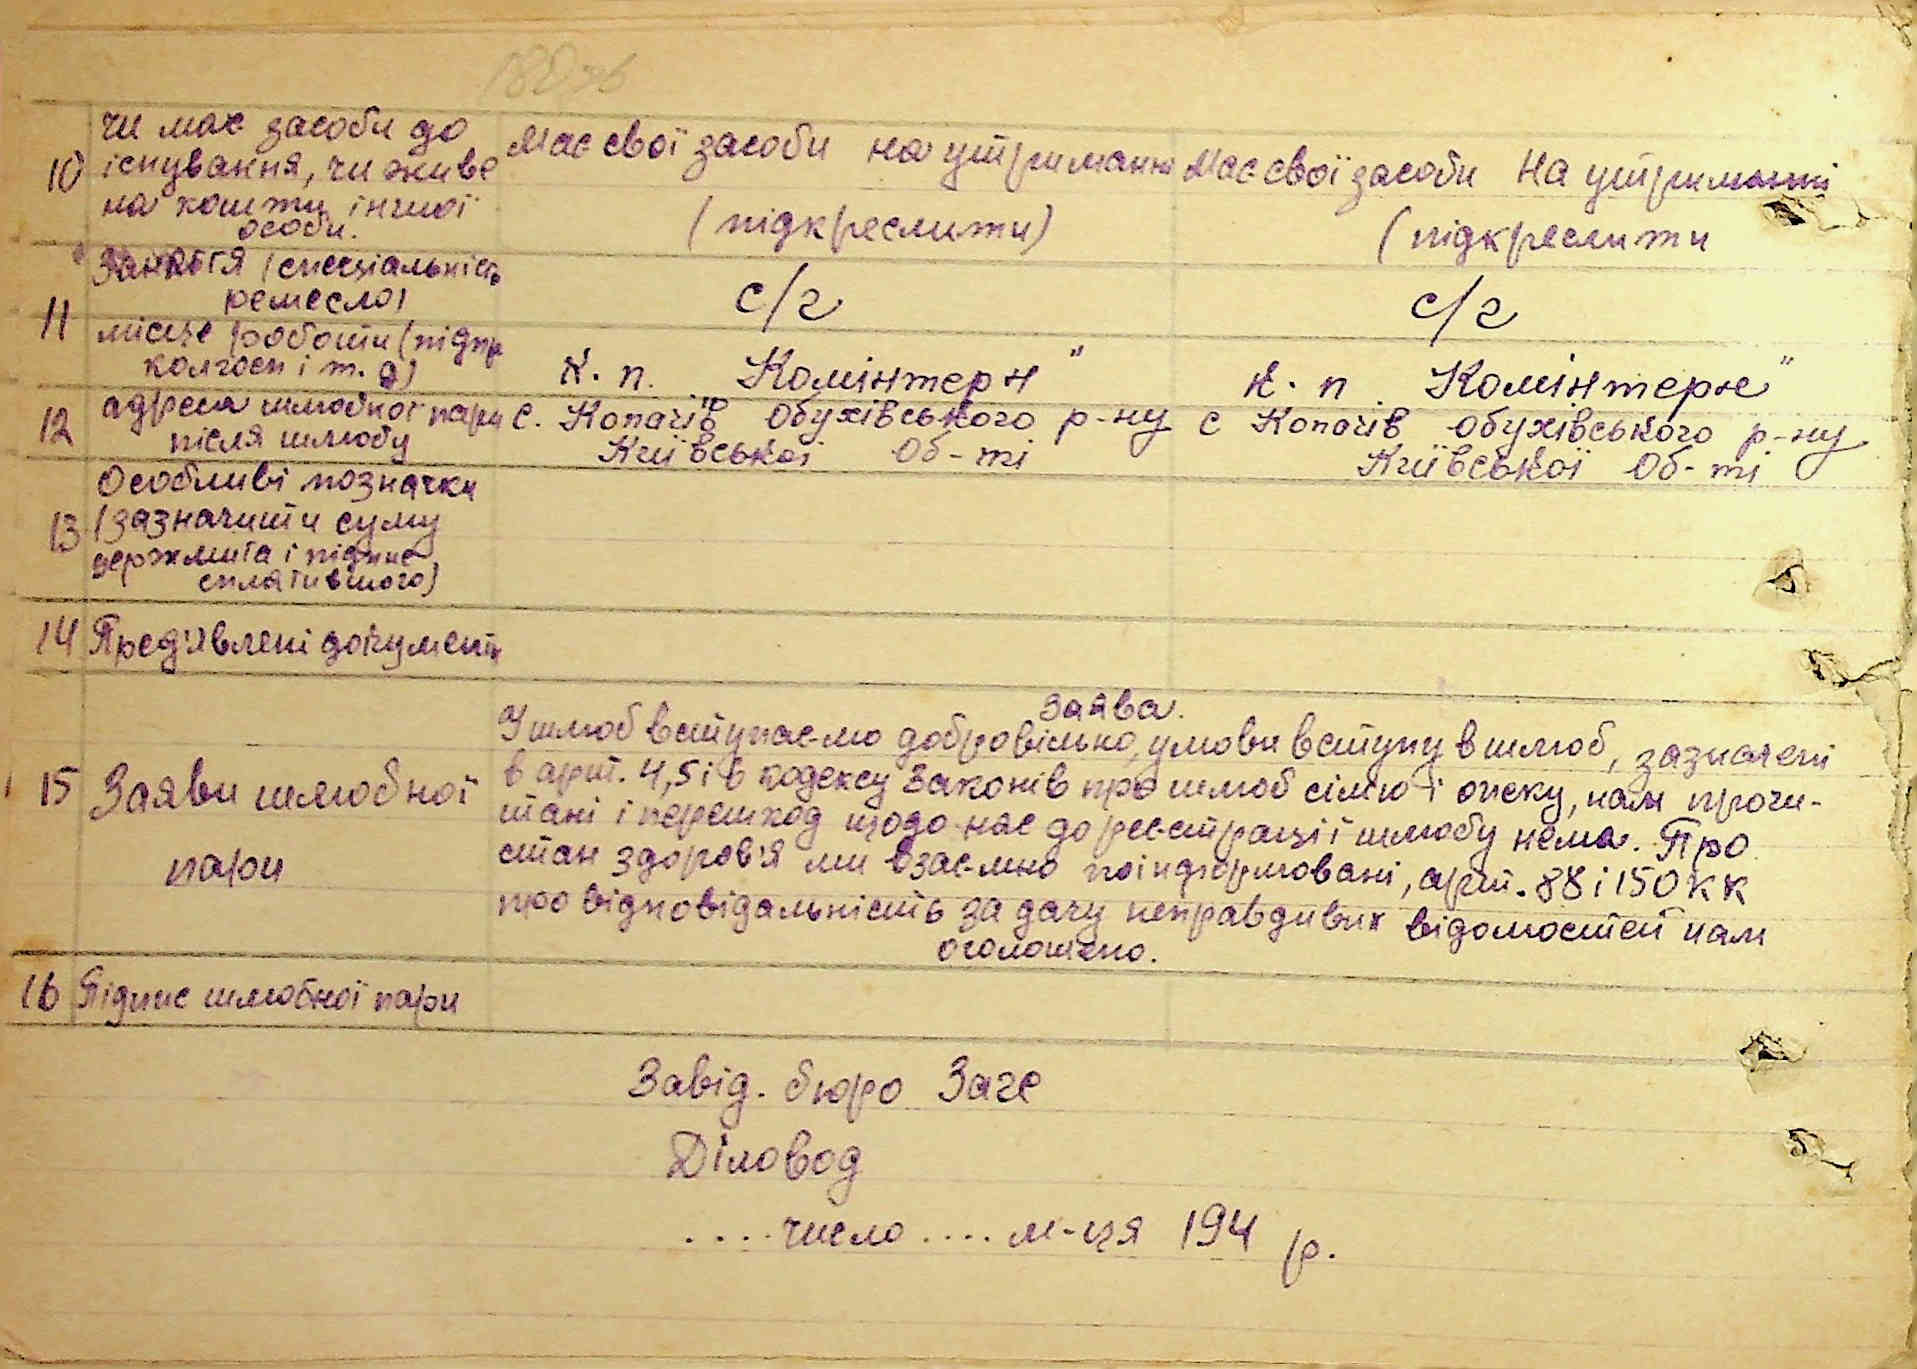 чи має засоби до
10 існування, чи живе
на кошти іншої
особи.
Має свої засоби на утриманні
(підкреслити)
Має свої засоби на утриманні
(підкреслити
11 Заняття (спеціальність
ремесло)
місце роботи (підпр
колгосп і т. д)
с/г
к. п. „Комінтерн"
с/г
к. п „Комінтерн"
12 адреса шлюбної пари
після шлюбу
с. Копачів Обухівського р-ну
Київської об-ті
с Копачів Обухівського р-ну
Київської об-ті
13 Особливі позначки
(зазначити суму
держмита і підпис
сплатившого)
14 Пред'явлені документи
15 Заяви шлюбної
пари
Заява.
У шлюб вступаємо добровільно, умови вступу в шлюб, зазначені
в арт. 4,5 і 6 кодексу Законів про шлюб сімю і опеку, нам прочи-
тані і перешкод щодо нас до реєстрації шлюбу нема. Про
стан здоров'я ми взаємно поінформовані, арт. 88 і 150 КК
про відповідальність за дачу неправдивих відомостей нам
оголошено.
16 Підпис шлюбної пари
Завід. бюро Загс
Діловод
.... число .... м-ця 194 р.